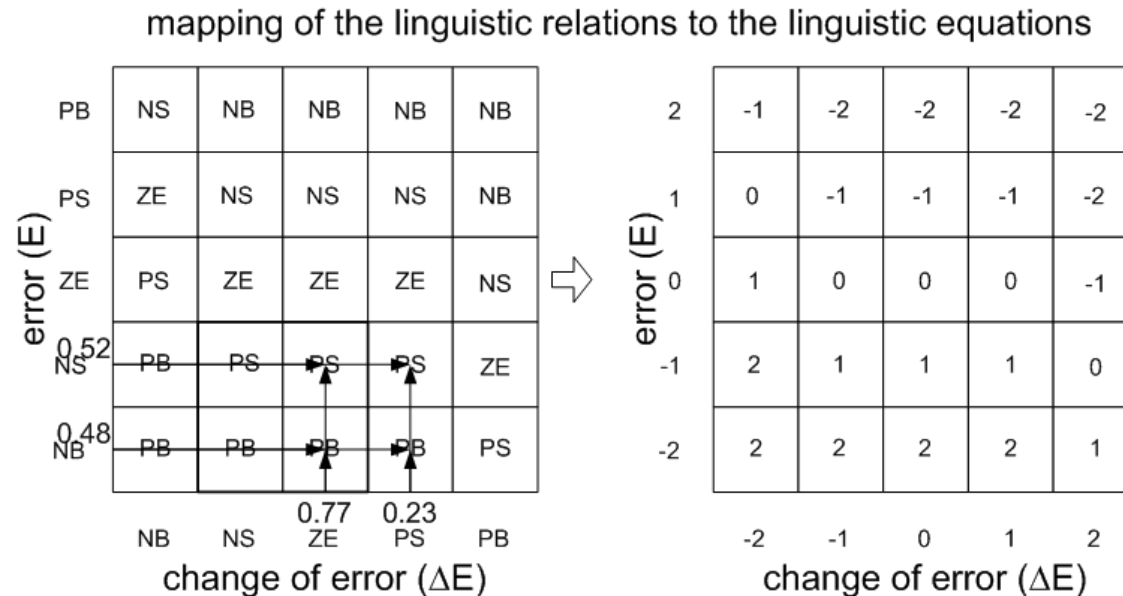 mapping of the linguistic relations to the linguistic equations
PB NS NB NB NB NB
PS ZE NS NS NS NB
ZE PS ZE ZE ZE NS
0.52
NS PB PS PS PS ZE
0.48
NB PB PB PB PB PS
0.77 0.23
NB NS ZE PS PB
error (E)
change of error (ΔE)
2 -1 -2 -2 -2 -2
1 0 -1 -1 -1 -2
0 1 0 0 0 -1
-1 2 1 1 1 0
-2 2 2 2 2 1
-2 -1 0 1 2
error (E)
change of error (ΔE)